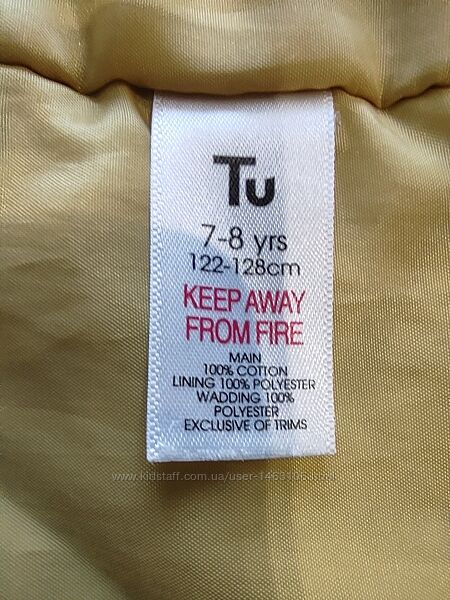 Tu
7-8 yrs
122-128cm
KEEP AWAY
FROM FIRE
MAIN
100% COTTON
LINING 100% POLYESTER
WADDING 100%
POLYESTER
EXCLUSIVE OF TRIMS